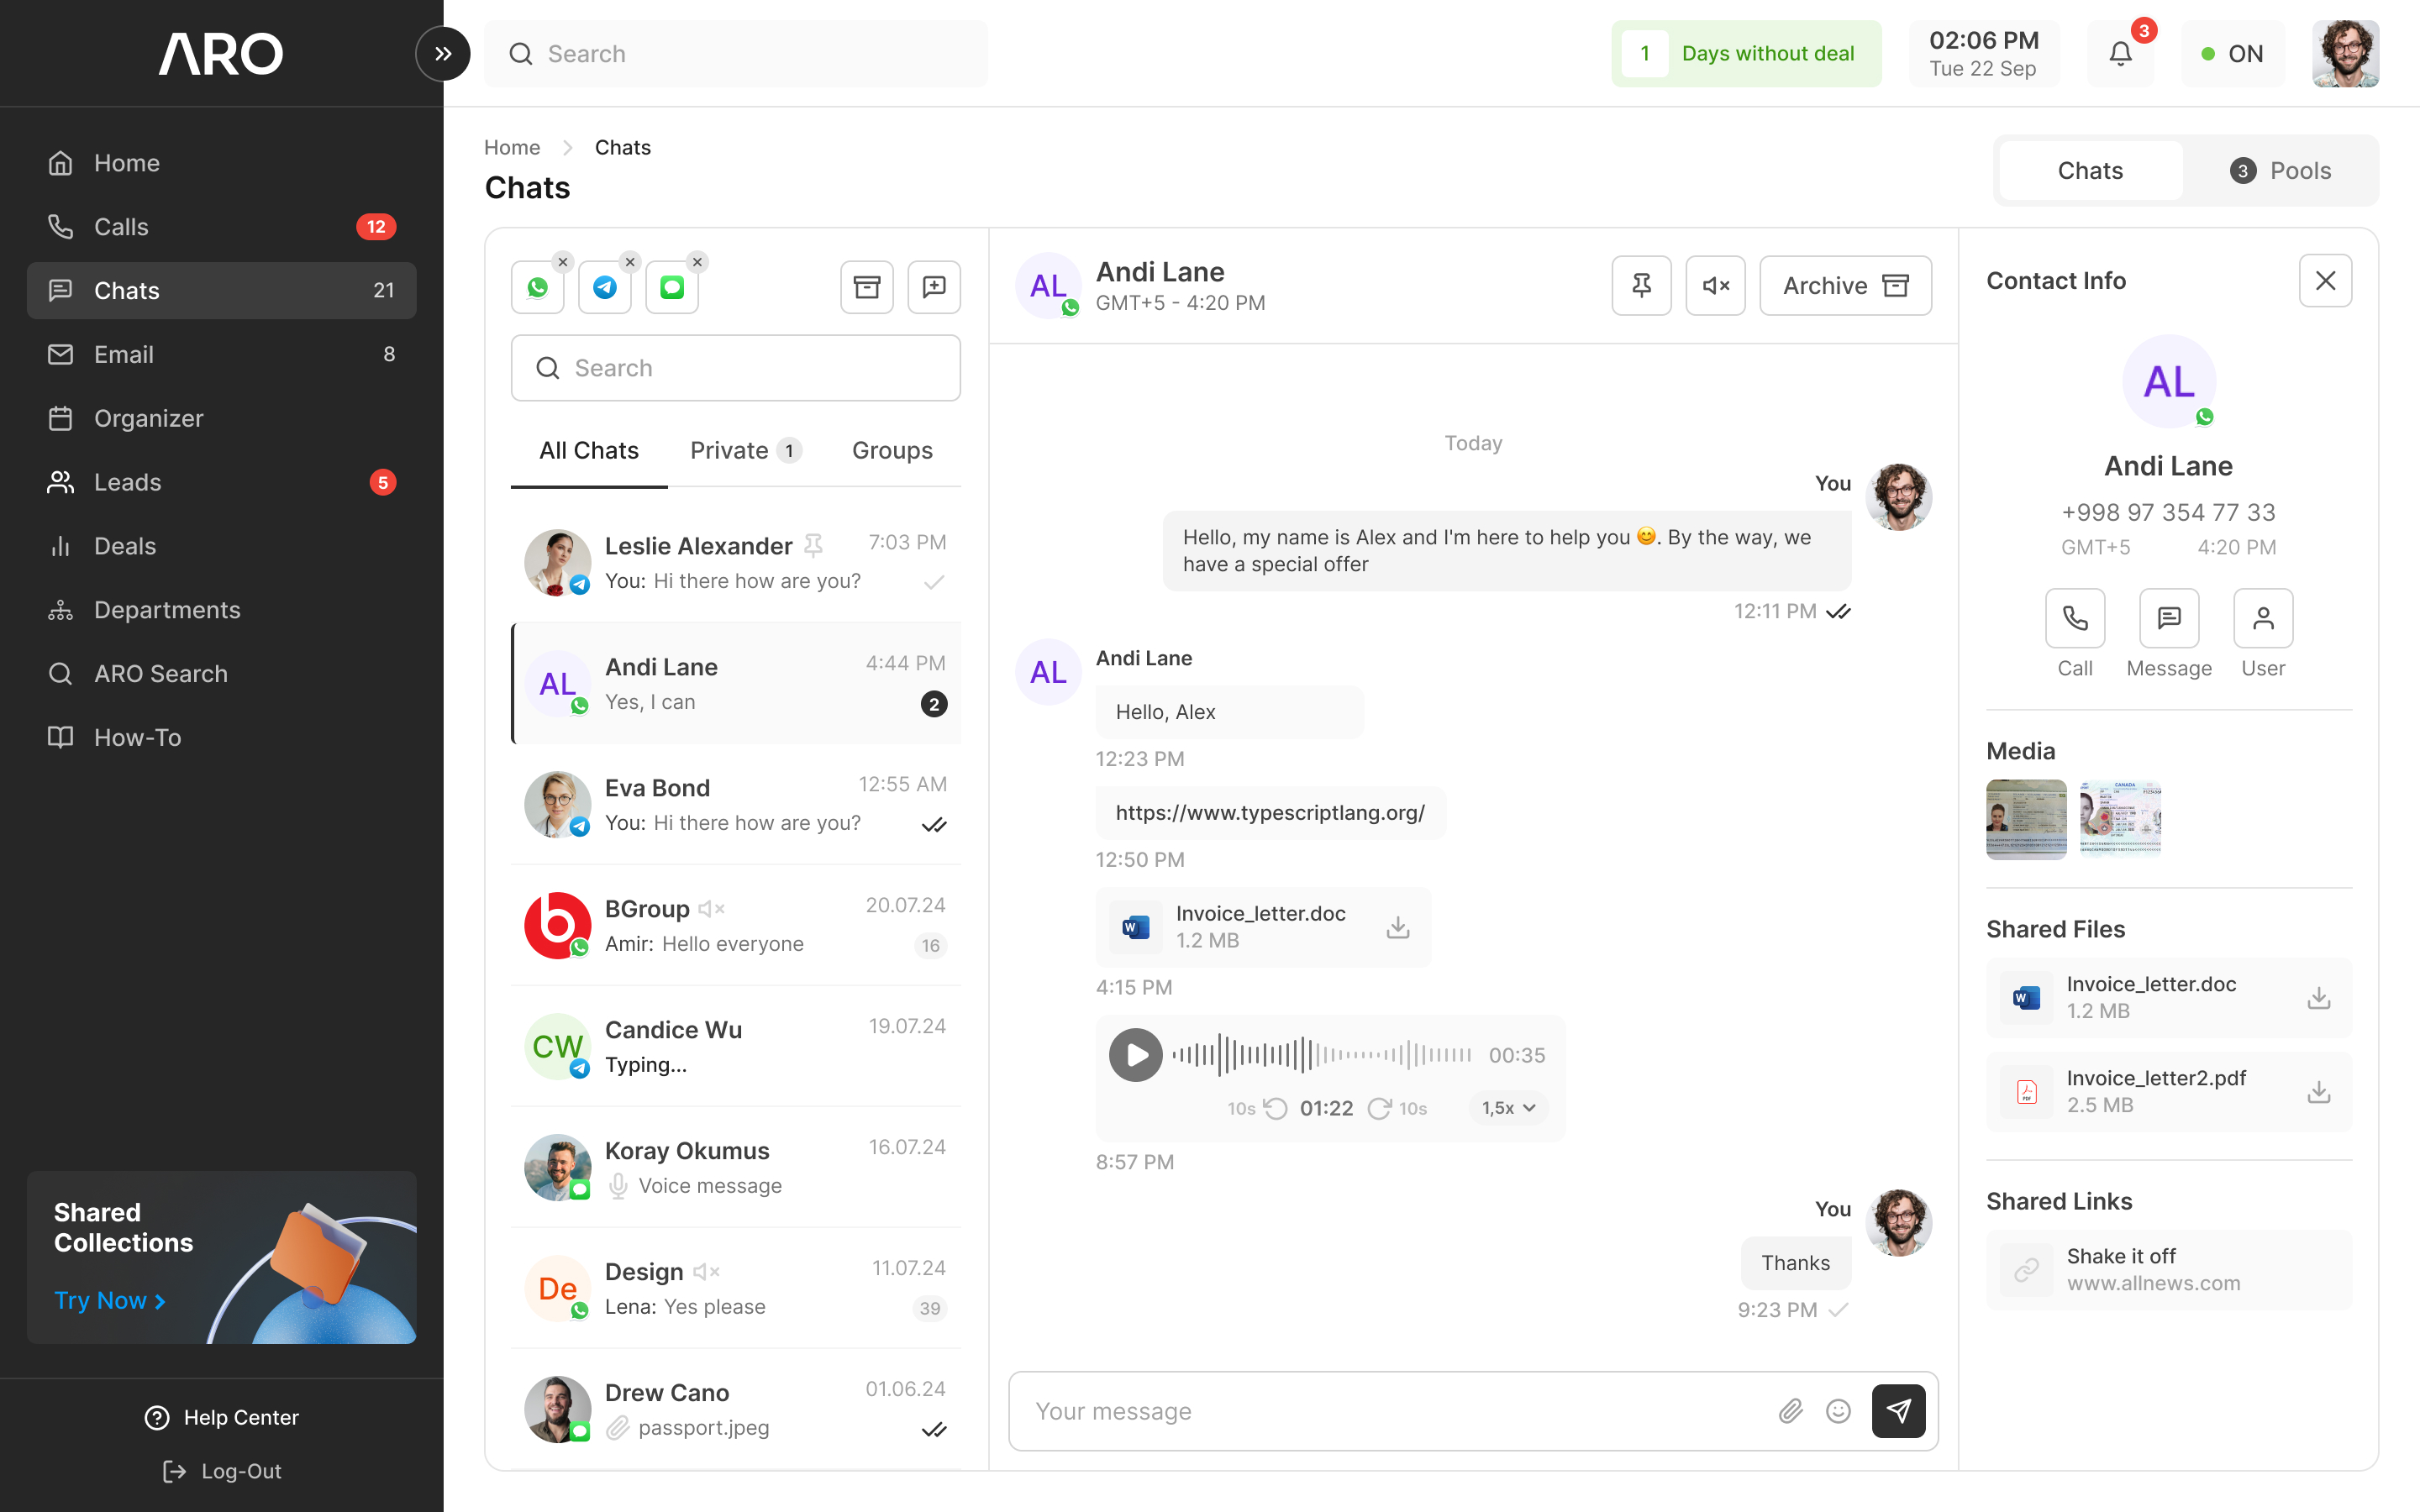 ARO
Search
1 Days without deal
02:06 PM
Tue 22 Sep
3
ON
Home
Calls 12
Chats 21
Email 8
Organizer
Leads 5
Deals
Departments
ARO Search
How-To
Shared
Collections
Try Now
Help Center
Log-Out
Home Chats
Chats
Chats
3 Pools
Search
All Chats
Private 1
Groups
Leslie Alexander 7:03 PM
You: Hi there how are you?
AL
Andi Lane 4:44 PM
Yes, I can 2
Eva Bond 12:55 AM
You: Hi there how are you?
BGroup 20.07.24
Amir: Hello everyone 16
CW
Candice Wu 19.07.24
Typing...
Koray Okumus 16.07.24
Voice message
De
Design 11.07.24
Lena: Yes please 39
Drew Cano 01.06.24
passport.jpeg
AL
Andi Lane
GMT+5 - 4:20 PM
Archive
Today
You
Hello, my name is Alex and I'm here to help you 😊. By the way, we
have a special offer
12:11 PM
AL
Andi Lane
Hello, Alex
12:23 PM
https://www.typescriptlang.org/
12:50 PM
W
Invoice_letter.doc
1.2 MB
4:15 PM
00:35
10s 01:22 10s 1,5x
8:57 PM
You
Thanks
9:23 PM
Your message
Contact Info
AL
Andi Lane
+998 97 354 77 33
GMT+5 4:20 PM
Call
Message
User
Media
CANADA
Shared Files
W
Invoice_letter.doc
1.2 MB
PDF
Invoice_letter2.pdf
2.5 MB
Shared Links
Shake it off
www.allnews.com